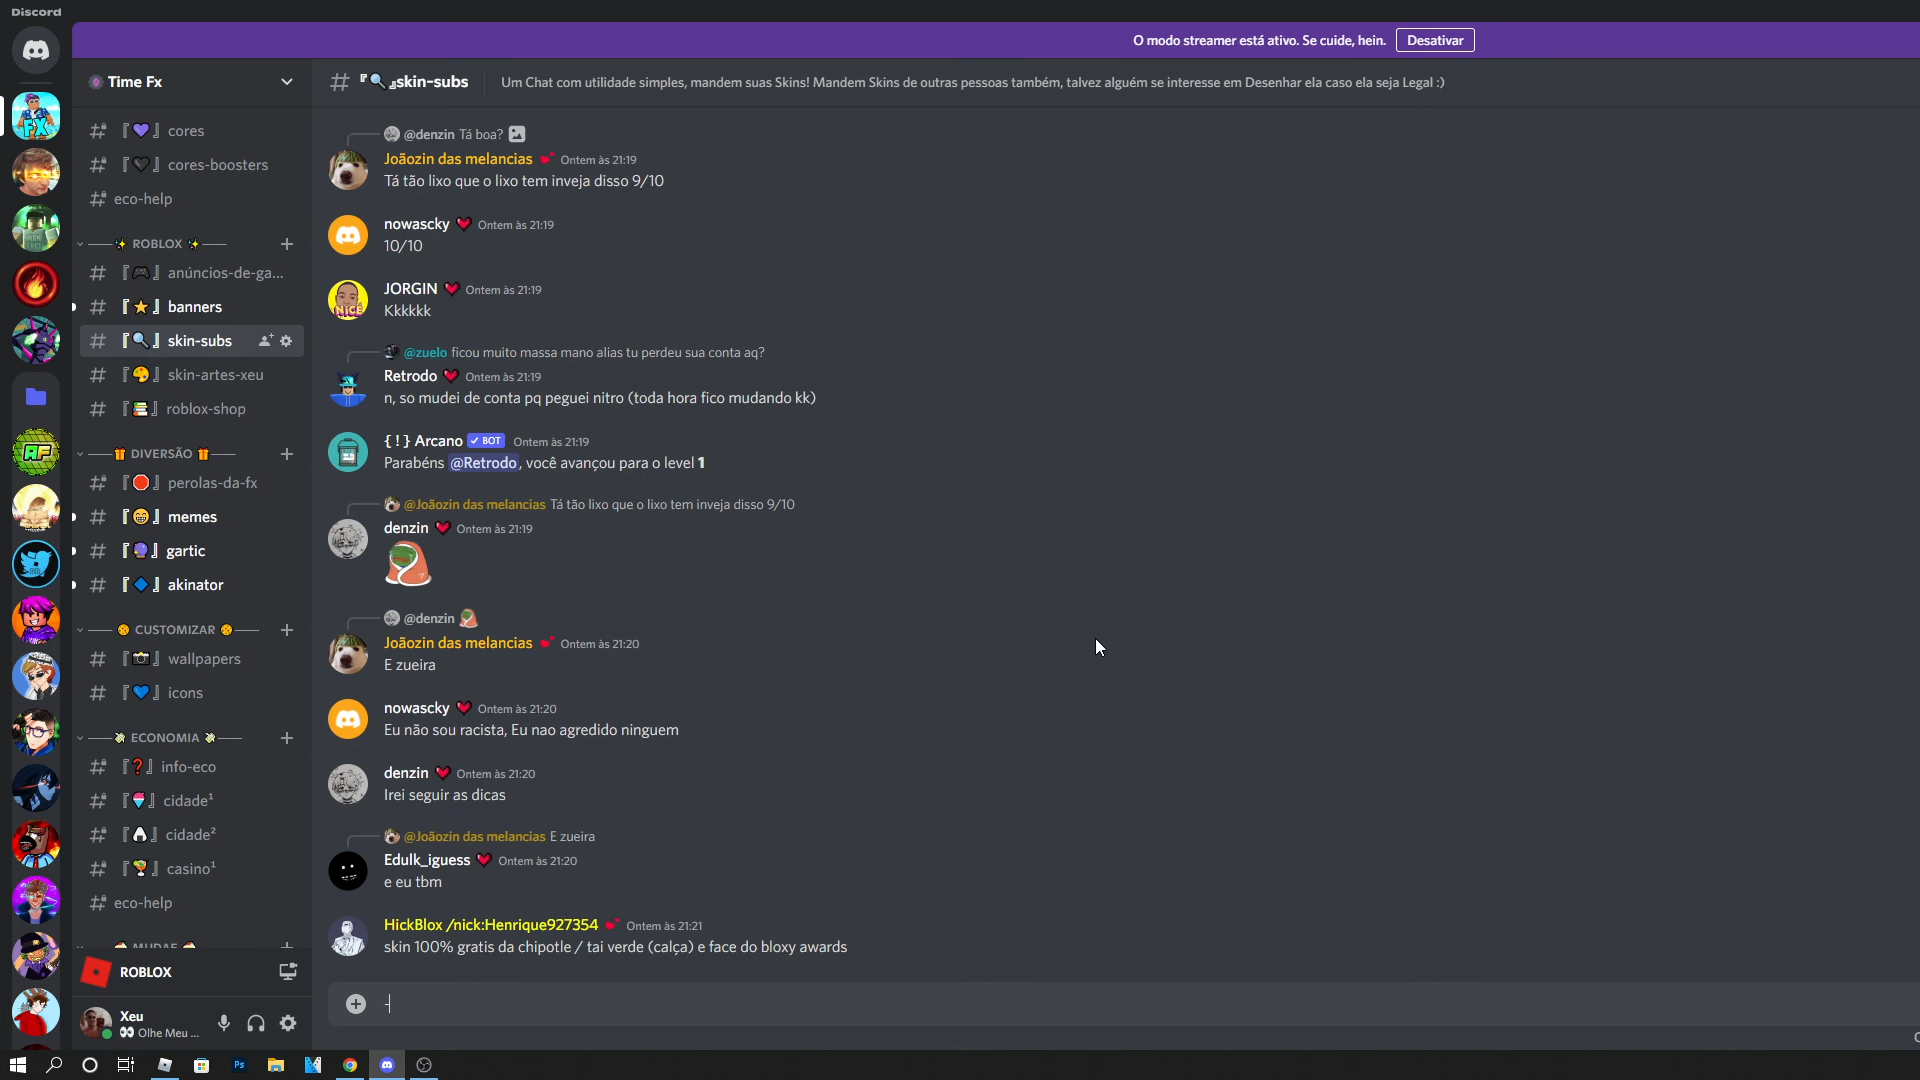 Discord
O modo streamer está ativo. Se cuide, hein.
Desativar
Time Fx
『🔍』skin-subs
Um Chat com utilidade simples, mandem suas Skins! Mandem Skins de outras pessoas também, talvez alguém se interesse em Desenhar ela caso ela seja Legal :)
cores
cores-boosters
eco-help
ROBLOX
anúncios-de-ga...
banners
skin-subs
skin-artes-xeu
roblox-shop
DIVERSÃO
perolas-da-fx
memes
gartic
akinator
CUSTOMIZAR
wallpapers
icons
ECONOMIA
info-eco
cidade¹
cidade²
casino¹
eco-help
MUDAE
ROBLOX
Xeu
👀 Olhe Meu ...
@denzin Tá boa?
Joãozin das melancias Ontem às 21:19
Tá tão lixo que o lixo tem inveja disso 9/10
nowascky Ontem às 21:19
10/10
JORGIN Ontem às 21:19
Kkkkkk
@zuelo ficou muito massa mano alias tu perdeu sua conta aq?
Retrodo Ontem às 21:19
n, so mudei de conta pq peguei nitro (toda hora fico mudando kk)
{ ! } Arcano BOT Ontem às 21:19
Parabéns @Retrodo, você avançou para o level 1
@Joãozin das melancias Tá tão lixo que o lixo tem inveja disso 9/10
denzin Ontem às 21:19
@denzin
Joãozin das melancias Ontem às 21:20
E zueira
nowascky Ontem às 21:20
Eu não sou racista, Eu nao agredido ninguem
denzin Ontem às 21:20
Irei seguir as dicas
@Joãozin das melancias E zueira
Edulk_iguess Ontem às 21:20
e eu tbm
HickBlox /nick:Henrique927354 Ontem às 21:21
skin 100% gratis da chipotle / tai verde (calça) e face do bloxy awards
-
FX
AF
NICE
Ps